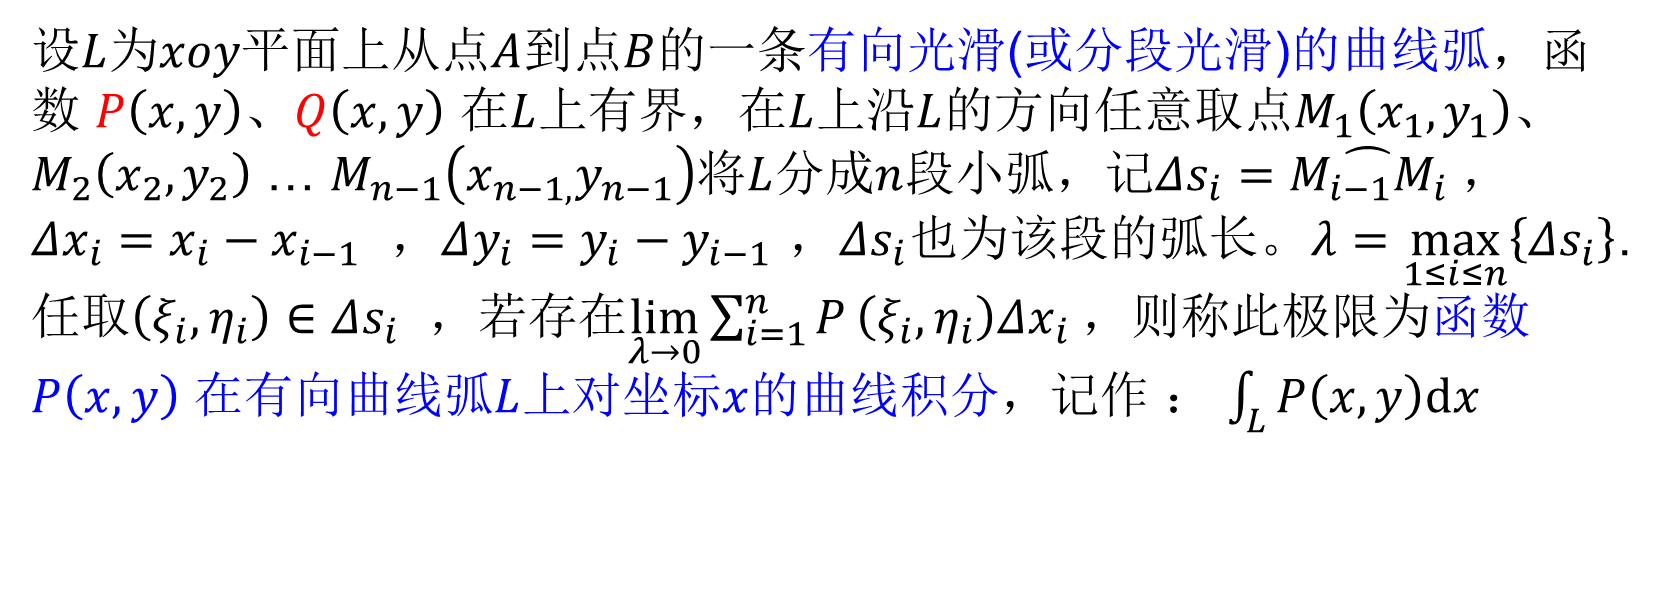 设L为xoy平面上从点A到点B的一条有向光滑(或分段光滑)的曲线弧，函
数 P(x, y)、Q(x, y) 在L上有界，在L上沿L的方向任意取点M₁(x₁, y₁)、
M₂(x₂, y₂) … Mₙ₋₁(xₙ₋₁,yₙ₋₁)将L分成n段小弧，记Δsᵢ = M͡ᵢ₋₁Mᵢ ，
Δxᵢ = xᵢ − xᵢ₋₁ ，Δyᵢ = yᵢ − yᵢ₋₁ ，Δsᵢ也为该段的弧长。λ = max_{1≤i≤n}{Δsᵢ}.
任取(ξᵢ, ηᵢ) ∈ Δsᵢ ，若存在lim_{λ→0} ∑ⁿᵢ₌₁ P (ξᵢ, ηᵢ)Δxᵢ ，则称此极限为函数
P(x, y) 在有向曲线弧L上对坐标x的曲线积分，记作： ∫_L P(x, y)dx